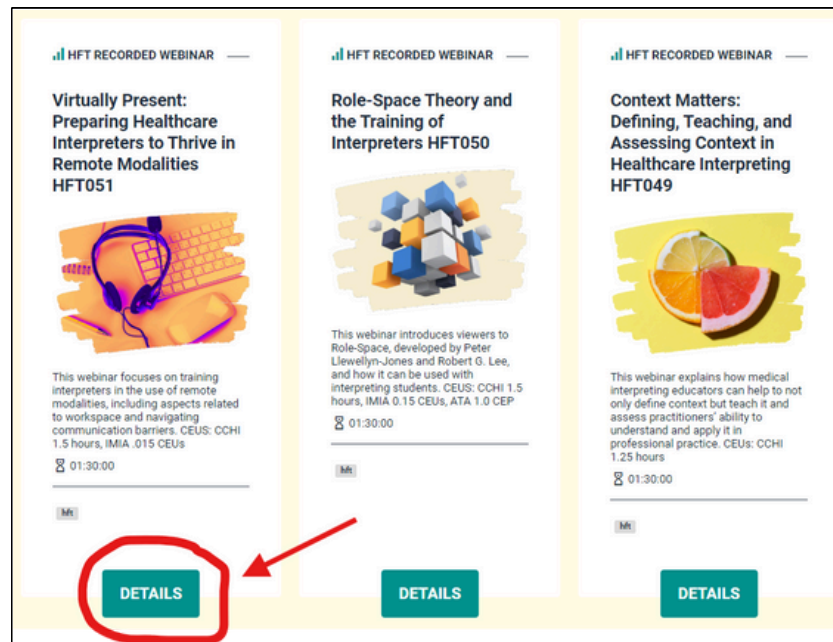 HFT RECORDED WEBINAR
Virtually Present:
Preparing Healthcare
Interpreters to Thrive in
Remote Modalities
HFT051
This webinar focuses on training
interpreters in the use of remote
modalities, including aspects related
to workspace and navigating
communication barriers. CEUS: CCHI
1.5 hours, IMIA .015 CEUs
01:30:00
hft
DETAILS
HFT RECORDED WEBINAR
Role-Space Theory and
the Training of
Interpreters HFT050
This webinar introduces viewers to
Role-Space, developed by Peter
Llewellyn-Jones and Robert G. Lee,
and how it can be used with
interpreting students. CEUS: CCHI 1.5
hours, IMIA 0.15 CEUs, ATA 1.0 CEP
01:30:00
hft
DETAILS
HFT RECORDED WEBINAR
Context Matters:
Defining, Teaching, and
Assessing Context in
Healthcare Interpreting
HFT049
This webinar explains how medical
interpreting educators can help to not
only define context but teach it and
assess practitioners' ability to
understand and apply it in
professional practice. CEUs: CCHI
1.25 hours
01:30:00
hft
DETAILS